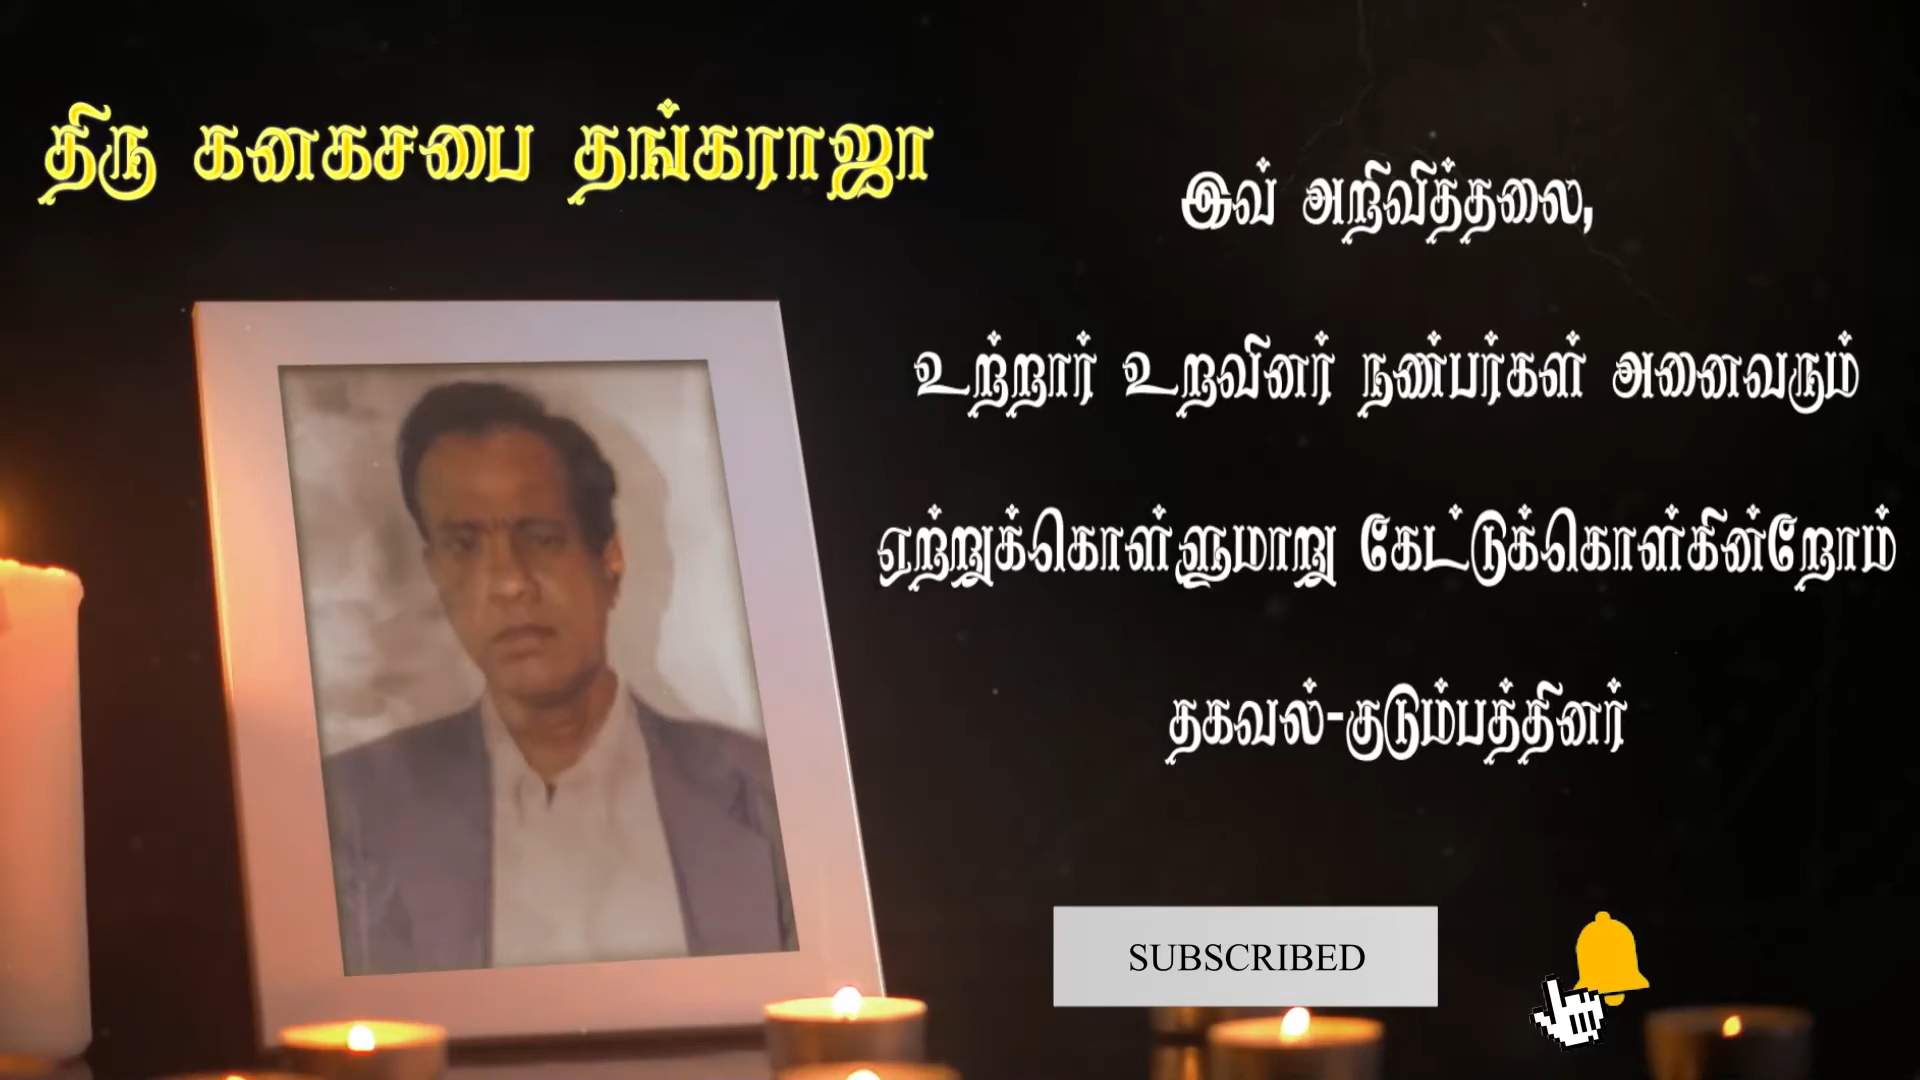 திரு கனகசபை தங்கராஜா
இவ் அறிவித்தலை,
உற்றார் உறவினர் நண்பர்கள் அனைவரும்
ஏற்றுக்கொள்ளுமாறு கேட்டுக்கொள்கின்றோம்
தகவல்-குடும்பத்தினர்
SUBSCRIBED